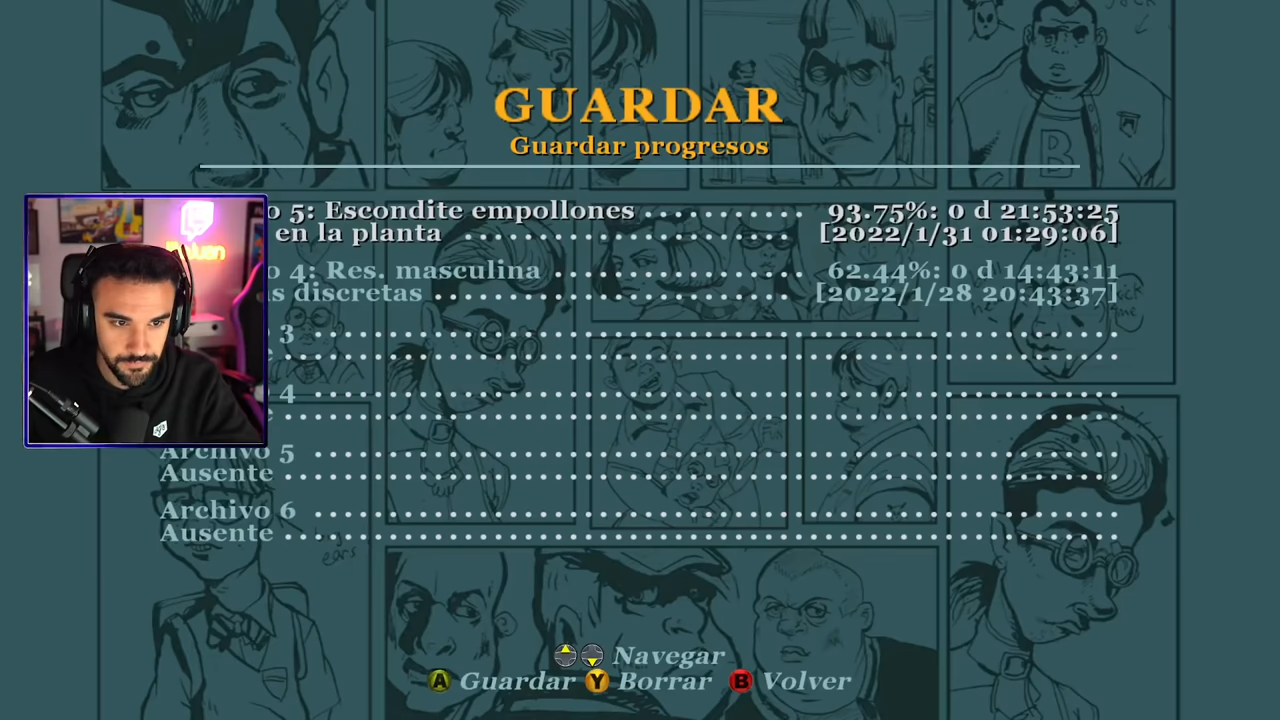 GUARDAR
Guardar progresos
o 5: Escondite empollones 93.75%: 0 d 21:53:25
en la planta [2022/1/31 01:29:06]
o 4: Res. masculina 62.44%: 0 d 14:43:11
s discretas [2022/1/28 20:43:37]
3
4
Archivo 5
Ausente
Archivo 6
Ausente
Navegar
A Guardar Y Borrar B Volver
B
ears